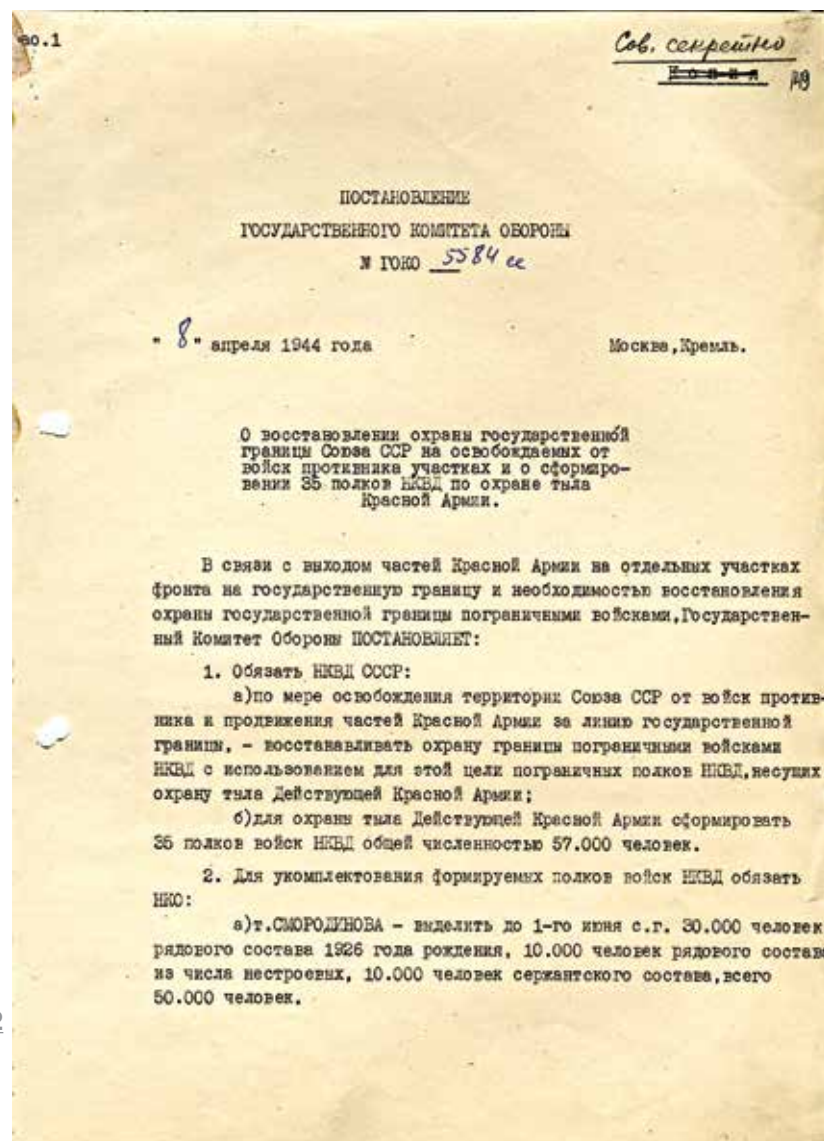 во.1
Сов. секретно
Копия
ПОСТАНОВЛЕНИЕ
ГОСУДАРСТВЕННОГО КОМИТЕТА ОБОРОНЫ
№ ГОКО 5584 сс
" 8 " апреля 1944 года Москва,Кремль.
О восстановлении охраны государственной
границы Союза ССР на освобождаемых от
войск противника участках и о сформиро-
вании 35 полков НКВД по охране тыла
Красной Армии.
В связи с выходом частей Красной Армии на отдельных участках
фронта на государственную границу и необходимостью восстановления
охраны государственной границы пограничными войсками,Государствен-
ный Комитет Обороны ПОСТАНОВЛЯЕТ:
1. Обязать НКВД СССР:
а)по мере освобождения территории Союза ССР от войск против-
ника и продвижения частей Красной Армии за линию государственной
границы, - восстанавливать охрану границы пограничными войсками
НКВД с использованием для этой цели пограничных полков НКВД,несущих
охрану тыла Действующей Красной Армии;
б)для охраны тыла Действующей Красной Армии сформировать
35 полков войск НКВД общей численностью 57.000 человек.
2. Для укомплектования формируемых полков войск НКВД обязать
НКО:
а)т.СМОРОДИНОВА - выделить до 1-го июня с.г. 30.000 человек
рядового состава 1926 года рождения, 10.000 человек рядового состава
из числа нестроевых, 10.000 человек сержантского состава,всего
50.000 человек.